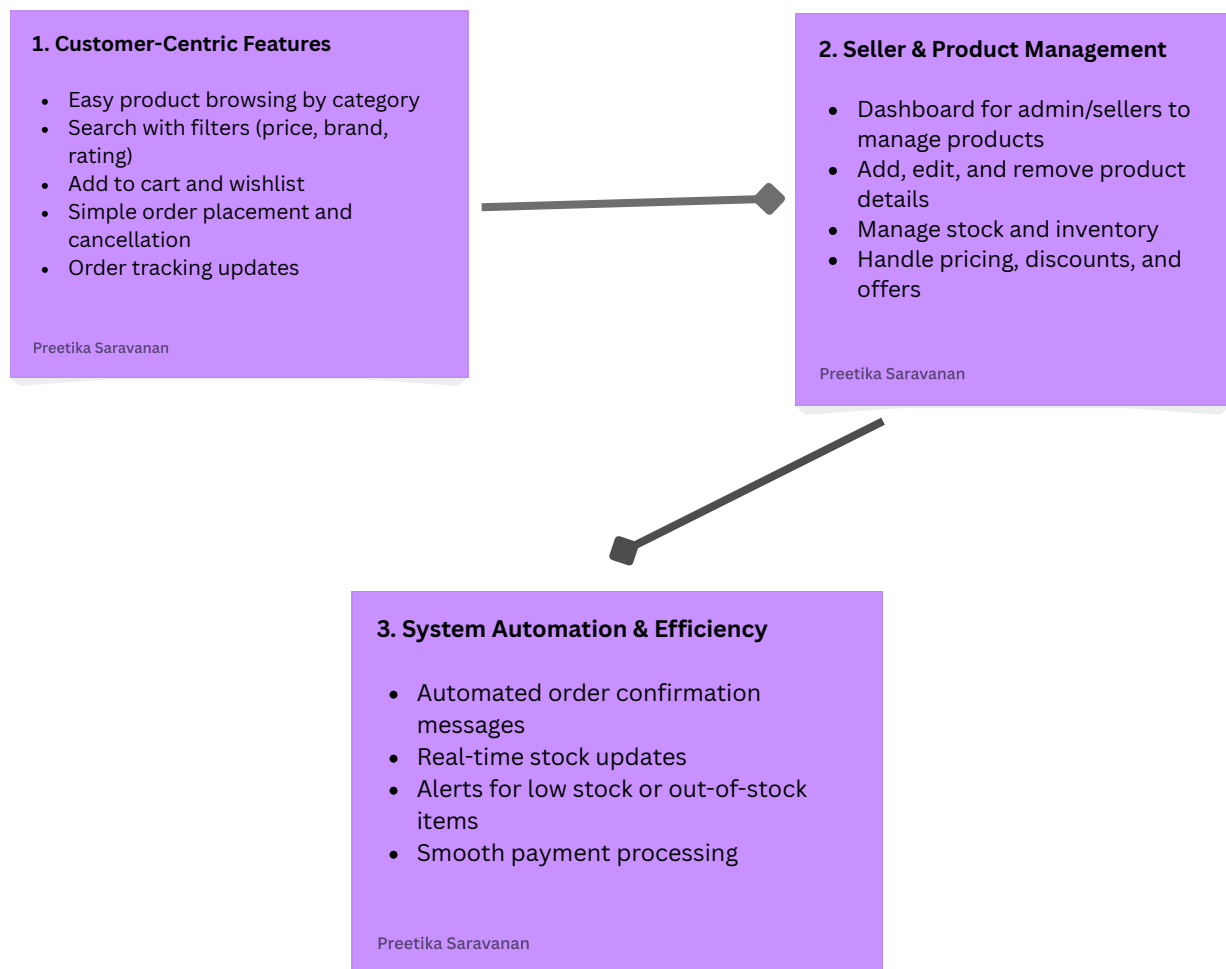 1. Customer-Centric Features
• Easy product browsing by category
• Search with filters (price, brand,
rating)
• Add to cart and wishlist
• Simple order placement and
cancellation
• Order tracking updates
Preetika Saravanan
2. Seller & Product Management
• Dashboard for admin/sellers to
manage products
• Add, edit, and remove product
details
• Manage stock and inventory
• Handle pricing, discounts, and
offers
Preetika Saravanan
3. System Automation & Efficiency
• Automated order confirmation
messages
• Real-time stock updates
• Alerts for low stock or out-of-stock
items
• Smooth payment processing
Preetika Saravanan